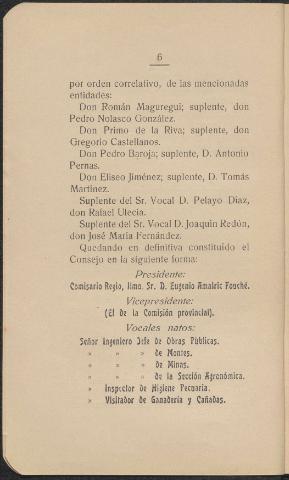 6
por orden correlativo, de las mencionadas
entidades:
Don Román Maguregui; suplente, don
Pedro Nolasco González.
Don Primo de la Riva; suplente, don
Gregorio Castellanos.
Don Pedro Baroja; suplente, D. Antonio
Pernas.
Don Eliseo Jiménez; suplente, D. Tomás
Martínez.
Suplente del Sr. Vocal D. Pelayo Díaz,
don Rafael Ulecia.
Suplente del Sr. Vocal D. Joaquín Redón,
don José María Fernández.
Quedando en definitiva constituído el
Consejo en la siguiente forma:
Presidente:
Comisario Regio, Ilmo. Sr. D. Eugenio Amalric Fouché.
Vicepresidente:
(El de la Comisión provincial).
Vocales natos:
Señor Ingeniero Jefe de Obras Públicas.
» » » de Montes.
» » » de Minas.
» » » de la Sección Agronómica.
» Inspector de Higiene Pecuaria.
» Visitador de Ganadería y Cañadas.